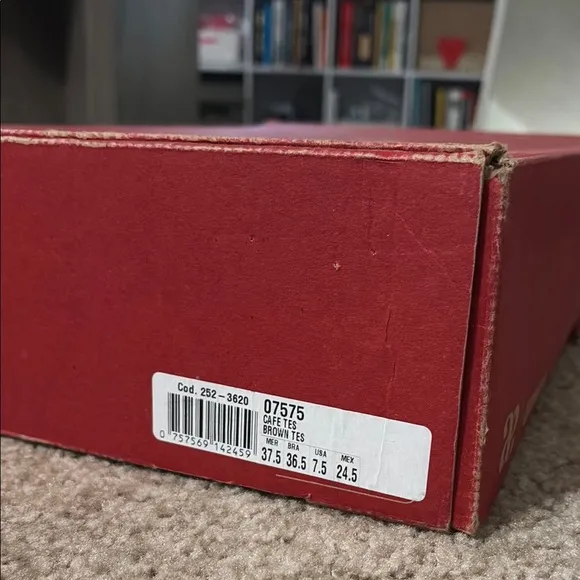 Cod. 252-3620
07575
CAFE TES
BROWN TES
MER BRA USA MEX
37.5 36.5 7.5 24.5
0 757569 142459